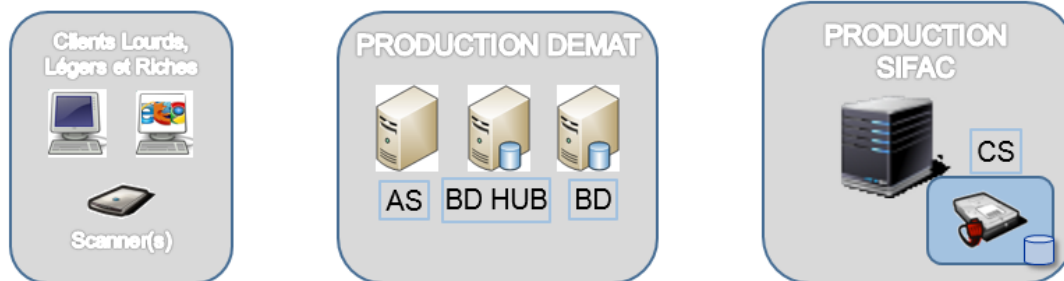 Clients Lourds,
Légers et Riches
Scanner(s)
PRODUCTION DEMAT
AS
BD HUB
BD
PRODUCTION
SIFAC
CS